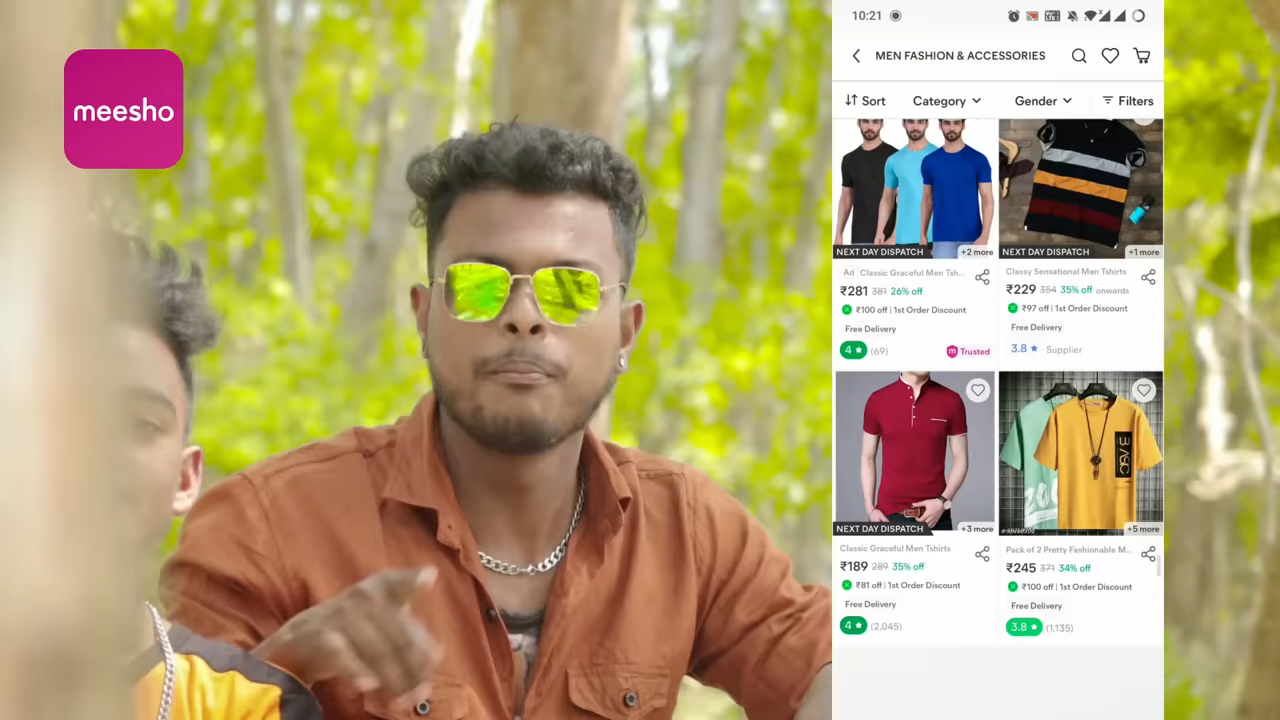 meesho
10:21
MEN FASHION & ACCESSORIES
Sort
Category
Gender
Filters
NEXT DAY DISPATCH
+2 more
NEXT DAY DISPATCH
+1 more
Ad | Classic Graceful Men Tsh...
₹281 381 26% off
₹100 off | 1st Order Discount
Free Delivery
4 ★ (69)
m Trusted
Classy Sensational Men Tshirts
₹229 354 35% off onwards
₹97 off | 1st Order Discount
Free Delivery
3.8 ★ Supplier
NEXT DAY DISPATCH
+3 more
BASIC
+5 more
Classic Graceful Men Tshirts
₹189 289 35% off
₹81 off | 1st Order Discount
Free Delivery
4 ★ (2,045)
Pack of 2 Pretty Fashionable M...
₹245 371 34% off
₹100 off | 1st Order Discount
Free Delivery
3.8 ★ (1,135)